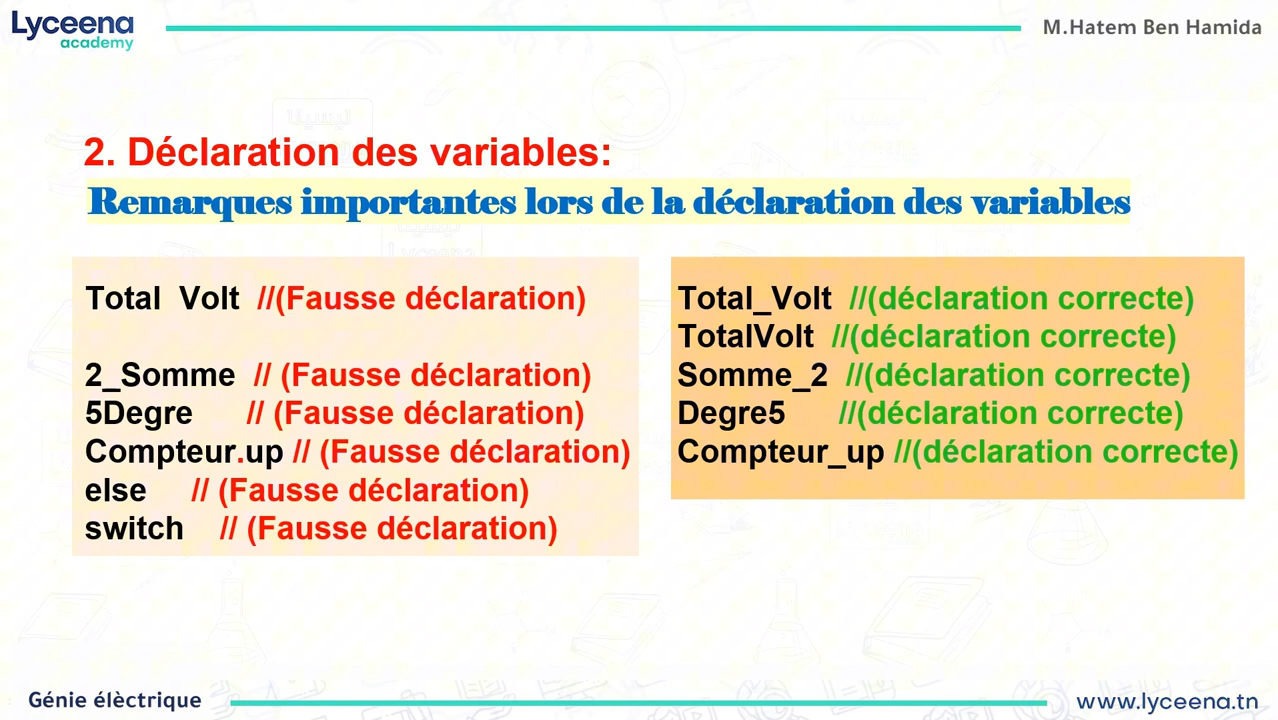 Lyceena
academy
M.Hatem Ben Hamida
2. Déclaration des variables:
Remarques importantes lors de la déclaration des variables
Total Volt //(Fausse déclaration)
2_Somme // (Fausse déclaration)
5Degre // (Fausse déclaration)
Compteur.up // (Fausse déclaration)
else // (Fausse déclaration)
switch // (Fausse déclaration)
Total_Volt //(déclaration correcte)
TotalVolt //(déclaration correcte)
Somme_2 //(déclaration correcte)
Degre5 //(déclaration correcte)
Compteur_up //(déclaration correcte)
Génie élèctrique
www.lyceena.tn